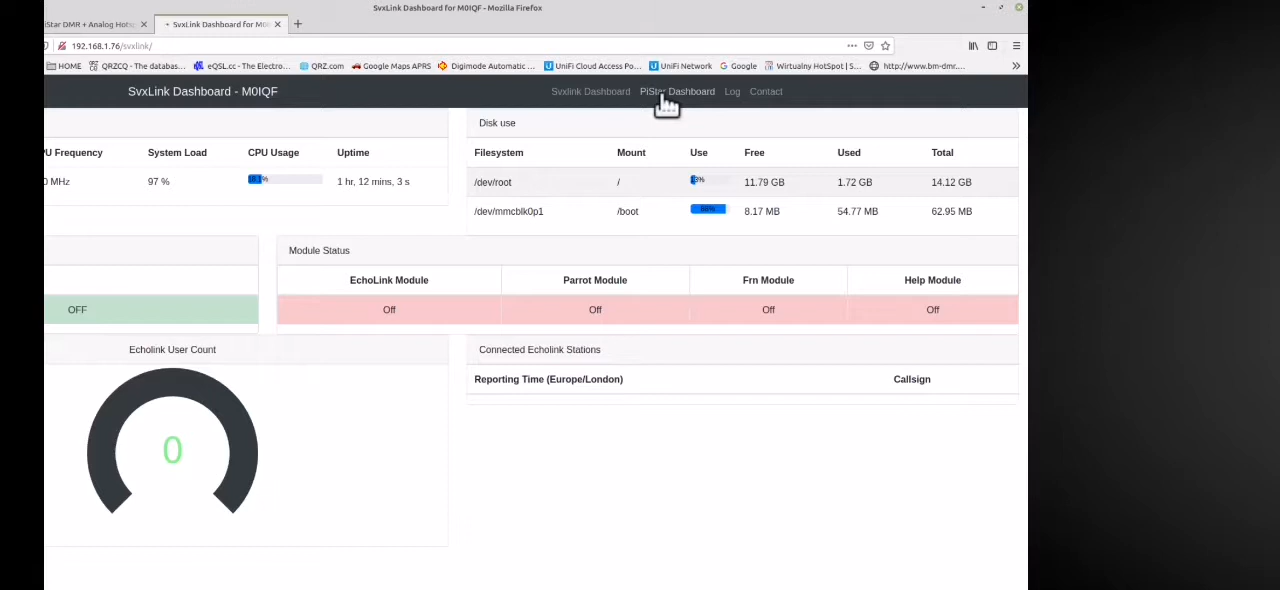 SvxLink Dashboard for M0IQF - Mozilla Firefox
iStar DMR + Analog Hots
SvxLink Dashboard for M0I
192.168.1.76/svxlink/
HOME QRZCQ - The databas... eQSL.cc - The Electro... QRZ.com Google Maps APRS Digimode Automatic ... UniFi Cloud Access Po... UniFi Network Google Wirtualny HotSpot | S... http://www.bm-dmr....
SvxLink Dashboard - M0IQF
Svxlink Dashboard PiStar Dashboard Log Contact
Disk use
U Frequency System Load CPU Usage Uptime
Filesystem Mount Use Free Used Total
0 MHz 97 % 1 hr, 12 mins, 3 s
/dev/root / 13% 11.79 GB 1.72 GB 14.12 GB
/dev/mmcblk0p1 /boot 8.17 MB 54.77 MB 62.95 MB
Module Status
EchoLink Module Parrot Module Frn Module Help Module
OFF
Off Off Off Off
Echolink User Count
Connected Echolink Stations
Reporting Time (Europe/London) Callsign
0